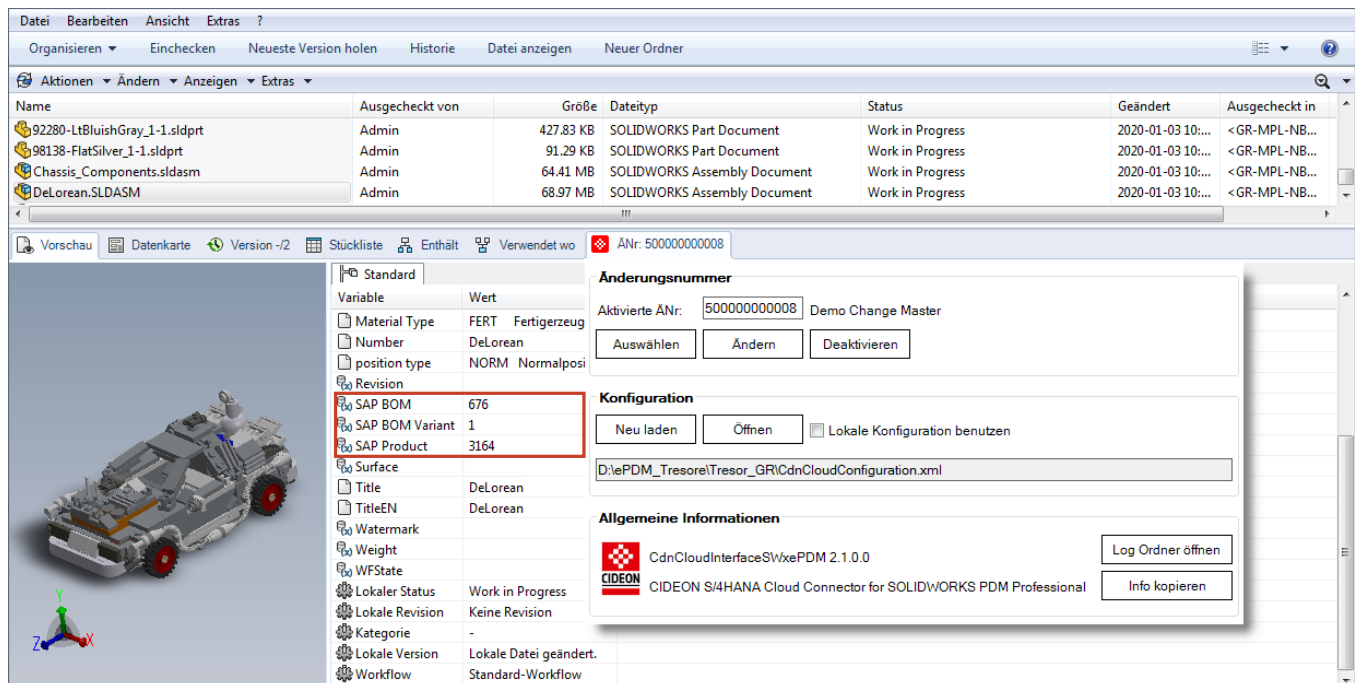 Datei Bearbeiten Ansicht Extras ?
Organisieren Einchecken Neueste Version holen Historie Datei anzeigen Neuer Ordner
Aktionen Ändern Anzeigen Extras
Name Ausgecheckt von Größe Dateityp Status Geändert Ausgecheckt in
92280-LtBluishGray_1-1.sldprt Admin 427.83 KB SOLIDWORKS Part Document Work in Progress 2020-01-03 10:... <GR-MPL-NB...
98138-FlatSilver_1-1.sldprt Admin 91.29 KB SOLIDWORKS Part Document Work in Progress 2020-01-03 10:... <GR-MPL-NB...
Chassis_Components.sldasm Admin 64.41 MB SOLIDWORKS Assembly Document Work in Progress 2020-01-03 10:... <GR-MPL-NB...
DeLorean.SLDASM Admin 68.97 MB SOLIDWORKS Assembly Document Work in Progress 2020-01-03 10:... <GR-MPL-NB...
Vorschau Datenkarte Version -/2 Stückliste Enthält Verwendet wo ÄNr: 500000000008
Standard
Variable Wert
Material Type FERT Fertigerzeug
Number DeLorean
position type NORM Normalposi
Revision
SAP BOM 676
SAP BOM Variant 1
SAP Product 3164
Surface
Title DeLorean
TitleEN DeLorean
Watermark
Weight
WFState
Lokaler Status Work in Progress
Lokale Revision Keine Revision
Kategorie -
Lokale Version Lokale Datei geändert.
Workflow Standard-Workflow
Änderungsnummer
Aktivierte ÄNr: 500000000008 Demo Change Master
Auswählen Ändern Deaktivieren
Konfiguration
Neu laden Öffnen Lokale Konfiguration benutzen
D:\ePDM_Tresore\Tresor_GR\CdnCloudConfiguration.xml
Allgemeine Informationen
CdnCloudInterfaceSWxePDM 2.1.0.0 Log Ordner öffnen
CIDEON CIDEON S/4HANA Cloud Connector for SOLIDWORKS PDM Professional Info kopieren
Y
Z X